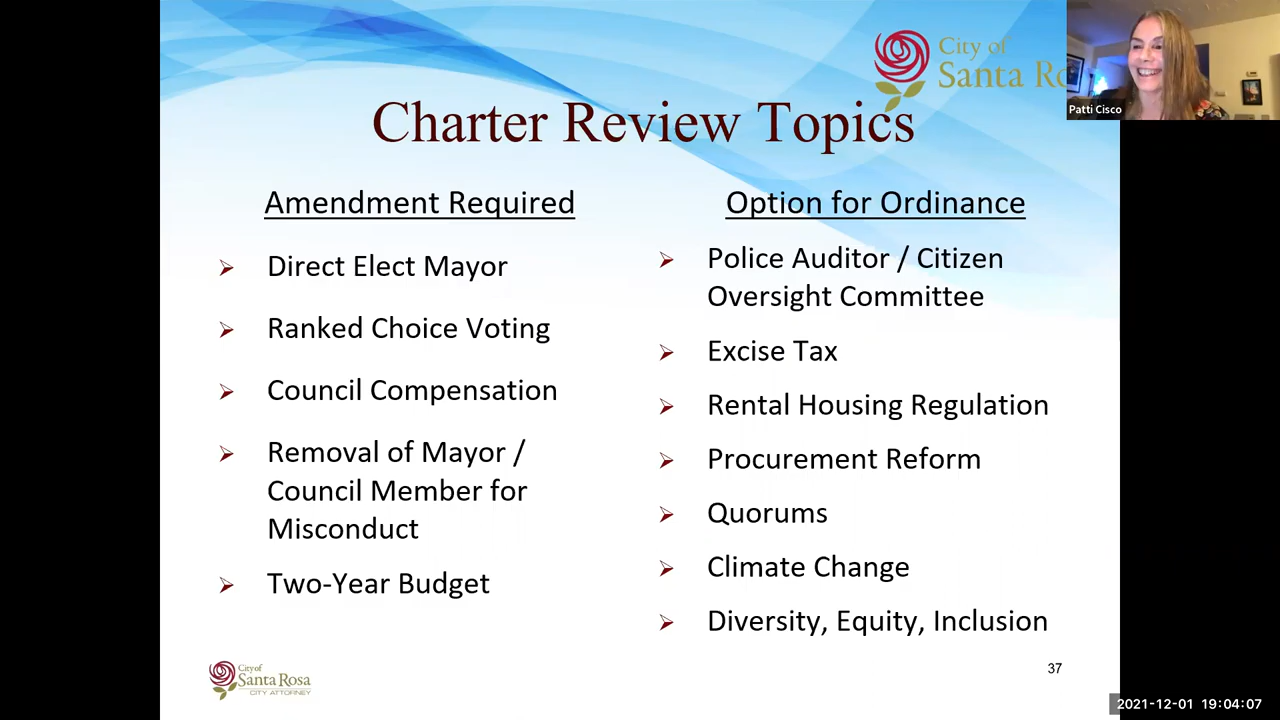 City of
Santa Ro
Patti Cisco
Charter Review Topics
Amendment Required
Direct Elect Mayor
Ranked Choice Voting
Council Compensation
Removal of Mayor /
Council Member for
Misconduct
Two-Year Budget
Option for Ordinance
Police Auditor / Citizen
Oversight Committee
Excise Tax
Rental Housing Regulation
Procurement Reform
Quorums
Climate Change
Diversity, Equity, Inclusion
City of
Santa Rosa
CITY ATTORNEY
37
2021-12-01 19:04:07